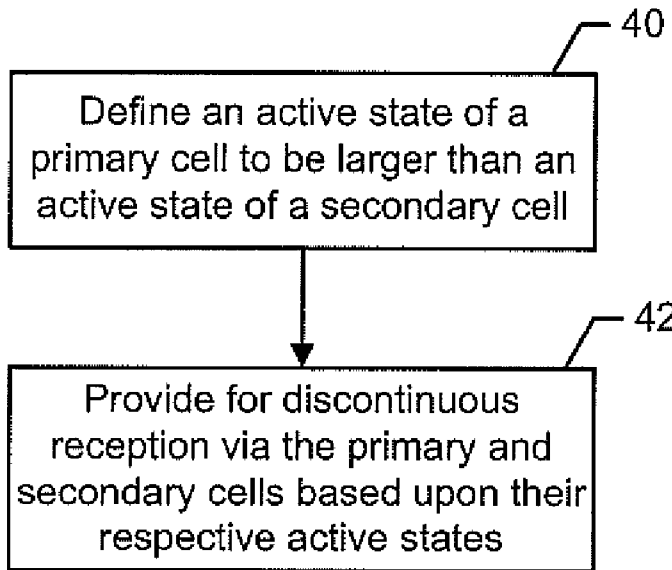 40
Define an active state of a
primary cell to be larger than an
active state of a secondary cell
42
Provide for discontinuous
reception via the primary and
secondary cells based upon their
respective active states